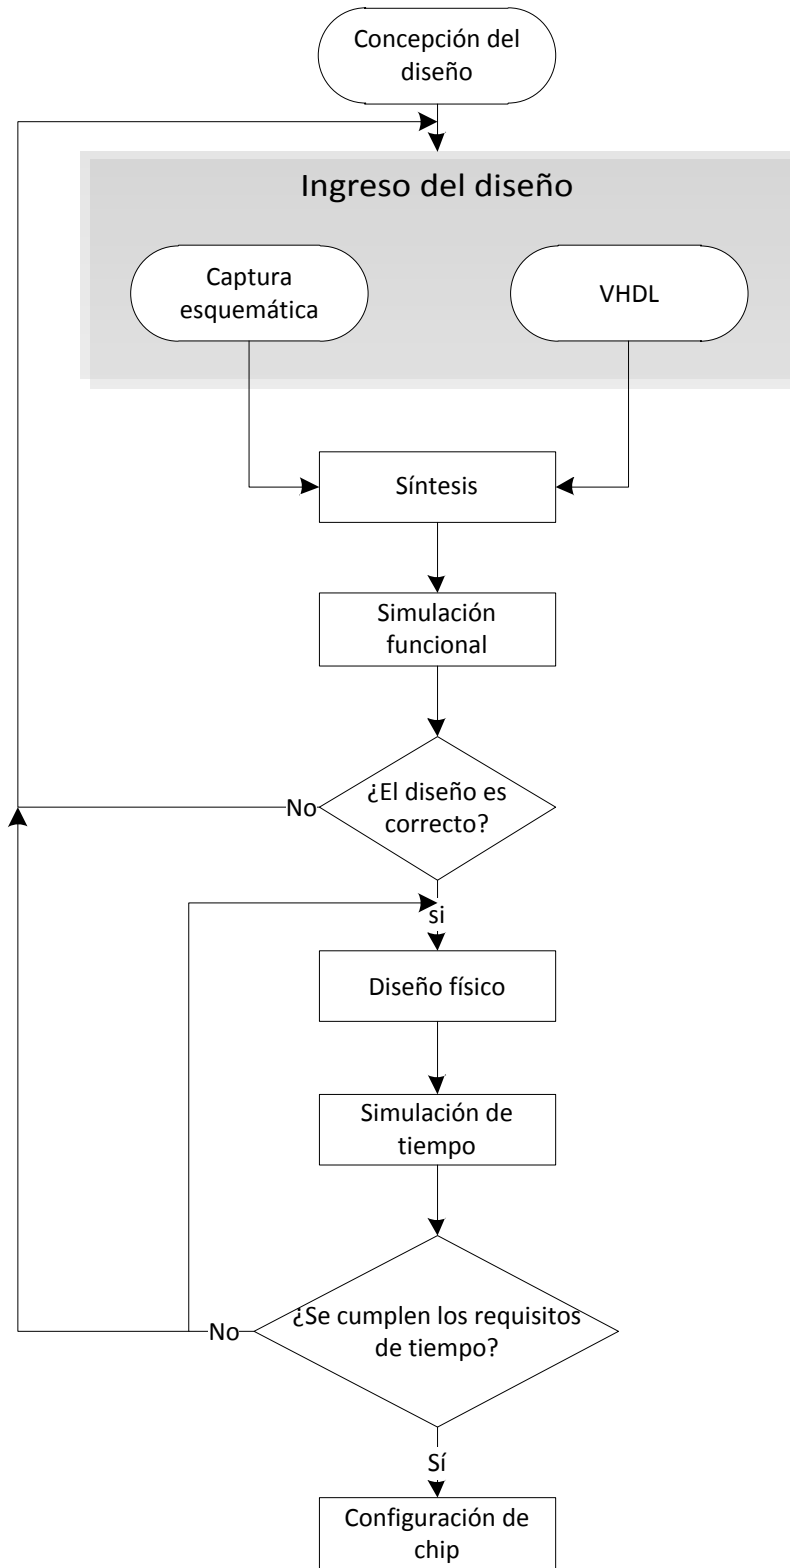 Concepción del
diseño
Ingreso del diseño
Captura
esquemática
VHDL
Síntesis
Simulación
funcional
¿El diseño es
correcto?
No
si
Diseño físico
Simulación de
tiempo
¿Se cumplen los requisitos
de tiempo?
No
Sí
Configuración de
chip